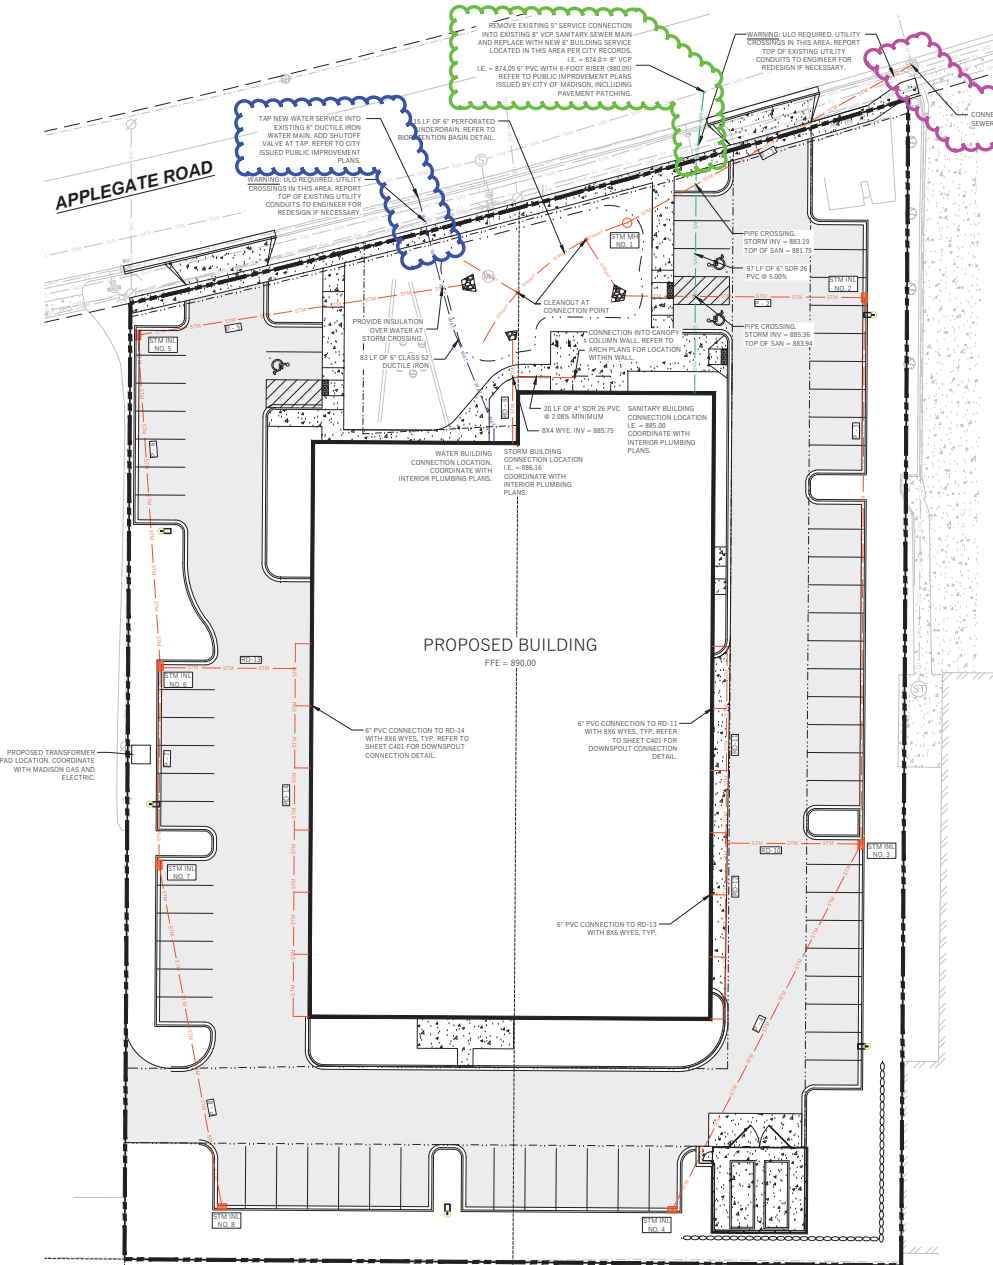 REMOVE EXISTING 5" SERVICE CONNECTION
INTO EXISTING 8" VCP SANITARY SEWER MAIN
AND REPLACE WITH NEW 6" BUILDING SERVICE
LOCATED IN THIS AREA PER CITY RECORDS.
I.E. = 874.0± 8" VCP
I.E. = 874.05 6" PVC WITH 6-FOOT RISER (880.05)
REFER TO PUBLIC IMPROVEMENT PLANS
ISSUED BY CITY OF MADISON, INCLUDING
PAVEMENT PATCHING.
WARNING: ULO REQUIRED. UTILITY
CROSSINGS IN THIS AREA. REPORT
TOP OF EXISTING UTILITY
CONDUITS TO ENGINEER FOR
REDESIGN IF NECESSARY.
CONNE
SEWER
TAP NEW WATER SERVICE INTO
EXISTING 6" DUCTILE IRON
WATER MAIN. ADD SHUTOFF
VALVE AT TAP. REFER TO CITY
ISSUED PUBLIC IMPROVEMENT
PLANS.
15 LF OF 6" PERFORATED
UNDERDRAIN. REFER TO
BIORETENTION BASIN DETAIL.
WARNING: ULO REQUIRED. UTILITY
CROSSINGS IN THIS AREA. REPORT
TOP OF EXISTING UTILITY
CONDUITS TO ENGINEER FOR
REDESIGN IF NECESSARY.
APPLEGATE ROAD
STM MH
NO. 1
PIPE CROSSING.
STORM INV = 883.19
TOP OF SAN = 881.75
97 LF OF 6" SDR 26
PVC @ 5.00%
STM INL
NO. 2
P-2
CLEANOUT AT
CONNECTION POINT
PIPE CROSSING.
STORM INV = 885.36
TOP OF SAN = 883.94
PROVIDE INSULATION
OVER WATER AT
STORM CROSSING.
83 LF OF 6" CLASS 52
DUCTILE IRON
CONNECTION INTO CANOPY
COLUMN WALL. REFER TO
ARCH PLANS FOR LOCATION
WITHIN WALL.
STM INL
NO. 5
20 LF OF 4" SDR 26 PVC
@ 2.08% MINIMUM
8X4 WYE. INV = 885.75
SANITARY BUILDING
CONNECTION LOCATION
I.E. = 885.00
COORDINATE WITH
INTERIOR PLUMBING
PLANS.
WATER BUILDING
CONNECTION LOCATION.
COORDINATE WITH
INTERIOR PLUMBING PLANS.
STORM BUILDING
CONNECTION LOCATION
I.E. = 886.16
COORDINATE WITH
INTERIOR PLUMBING
PLANS.
PROPOSED BUILDING
FFE = 890.00
STM INL
NO. 6
6" PVC CONNECTION TO RD-14
WITH 8X6 WYES, TYP. REFER TO
SHEET C401 FOR DOWNSPOUT
CONNECTION DETAIL.
6" PVC CONNECTION TO RD-11
WITH 8X6 WYES, TYP. REFER
TO SHEET C401 FOR
DOWNSPOUT CONNECTION
DETAIL.
PROPOSED TRANSFORMER
PAD LOCATION. COORDINATE
WITH MADISON GAS AND
ELECTRIC.
ST
STM INL
NO. 7
RD-10
STM INL
NO. 3
6" PVC CONNECTION TO RD-13
WITH 8X6 WYES, TYP.
STM INL
NO. 8
STM INL
NO. 4